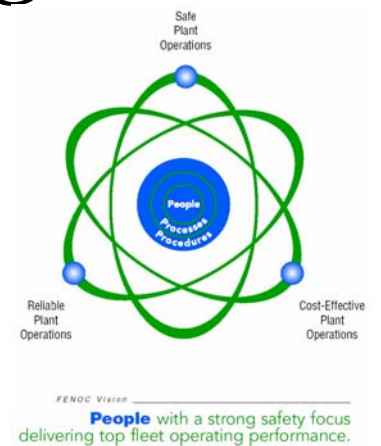 Safe
Plant
Operations
People
Processes
Procedures
Reliable
Plant
Operations
Cost-Effective
Plant
Operations
FENOC Vision
People with a strong safety focus
delivering top fleet operating performance.